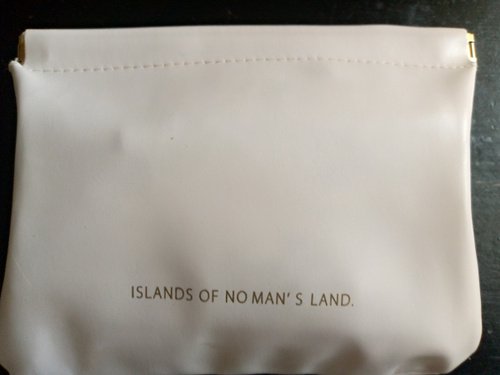 ISLANDS OF NO MAN' S LAND.